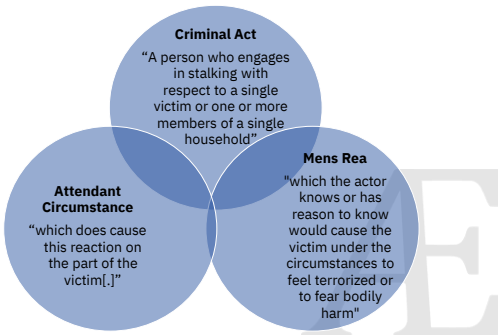 Criminal Act
“A person who engages
in stalking with
respect to a single
victim or one or more
members of a single
household”
Attendant
Circumstance
“which does cause
this reaction on
the part of the
victim[.]”
Mens Rea
"which the actor
knows or has
reason to know
would cause the
victim under the
circumstances to
feel terrorized or
to fear bodily
harm"
Æ